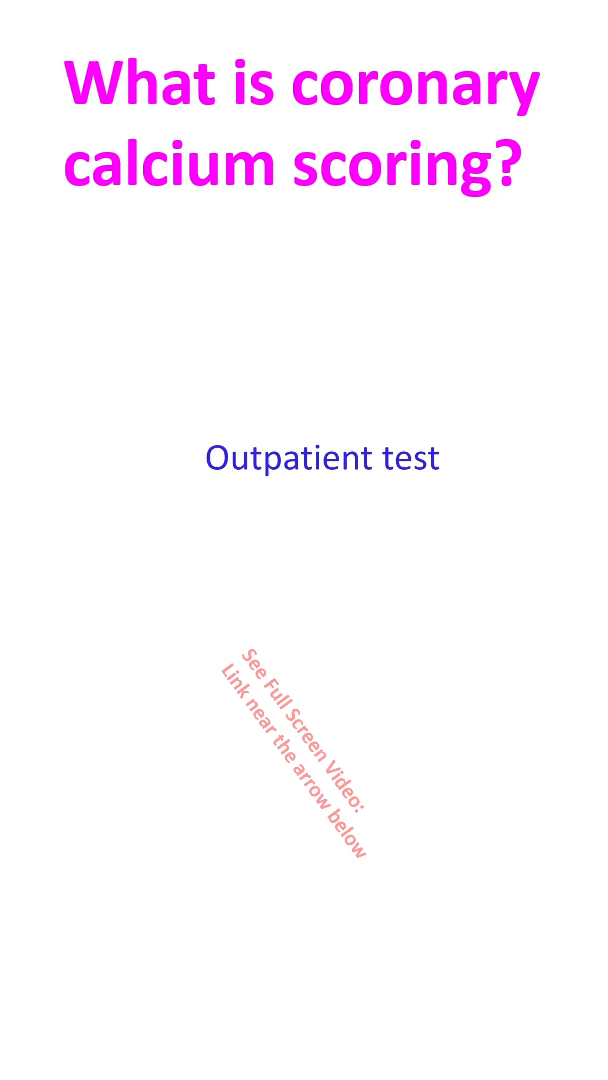 What is coronary
calcium scoring?
Outpatient test
See Full Screen Video:
Link near the arrow below